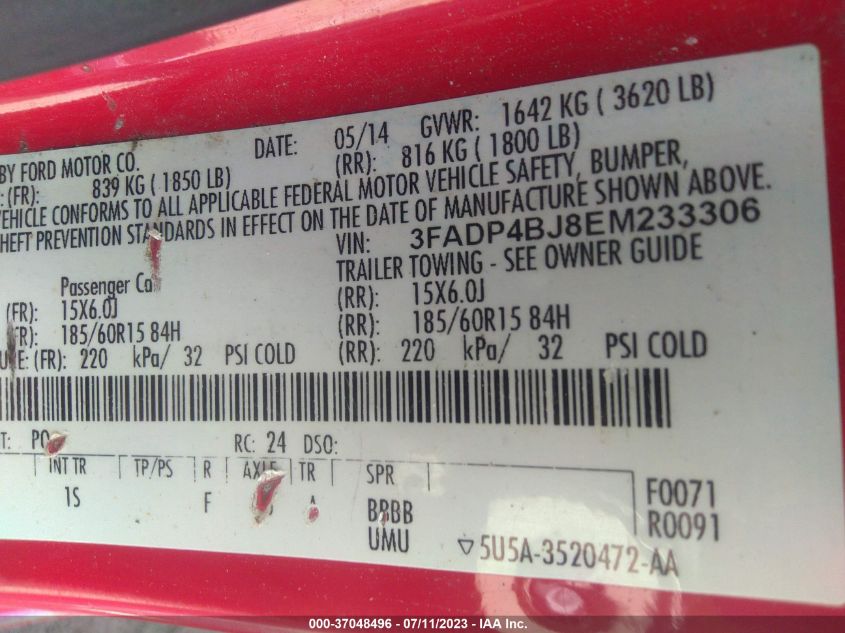 BY FORD MOTOR CO. DATE: 05/14 GVWR: 1642 KG ( 3620 LB)
(FR): 839 KG ( 1850 LB) (RR): 816 KG ( 1800 LB)
VEHICLE CONFORMS TO ALL APPLICABLE FEDERAL MOTOR VEHICLE SAFETY, BUMPER,
THEFT PREVENTION STANDARDS IN EFFECT ON THE DATE OF MANUFACTURE SHOWN ABOVE.
VIN: 3FADP4BJ8EM233306
Passenger Ca TRAILER TOWING - SEE OWNER GUIDE
(FR): 15X6.0J (RR): 15X6.0J
FR): 185/60R15 84H (RR): 185/60R15 84H
(FR): 220 kPa/ 32 PSI COLD (RR): 220 kPa/ 32 PSI COLD
T: PQ RC: 24 DSO:
INT TR TP/PS R AXLE TR SPR
1S F A BBBB
UMU
F0071
R0091
5U5A-3520472-AA
000-37048496 - 07/11/2023 - IAA Inc.